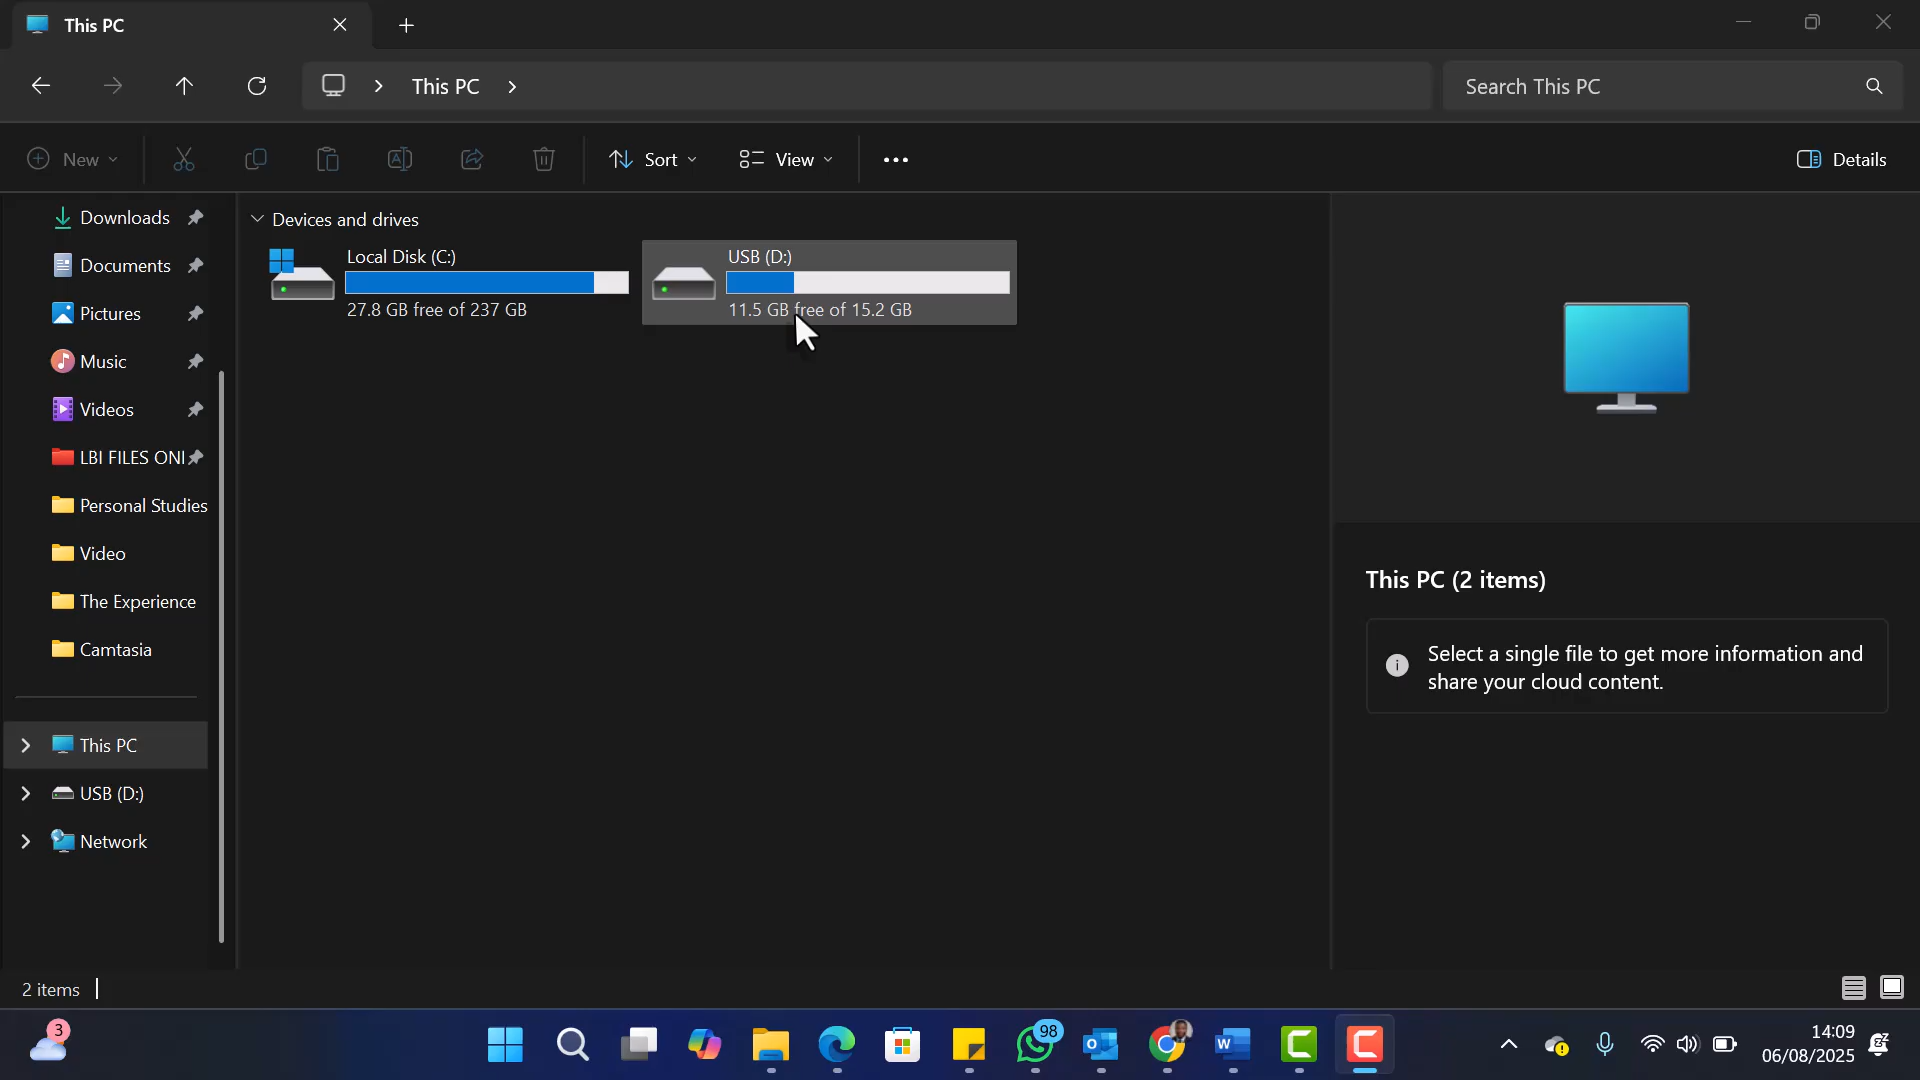 This PC
This PC
Search This PC
New
Sort
View
Details
Downloads
Documents
Pictures
Music
Videos
LBI FILES ONI
Personal Studies
Video
The Experience
Camtasia
This PC
USB (D:)
Network
Devices and drives
Local Disk (C:)
27.8 GB free of 237 GB
USB (D:)
11.5 GB free of 15.2 GB
This PC (2 items)
Select a single file to get more information and
share your cloud content.
2 items
3
98
14:09
06/08/2025